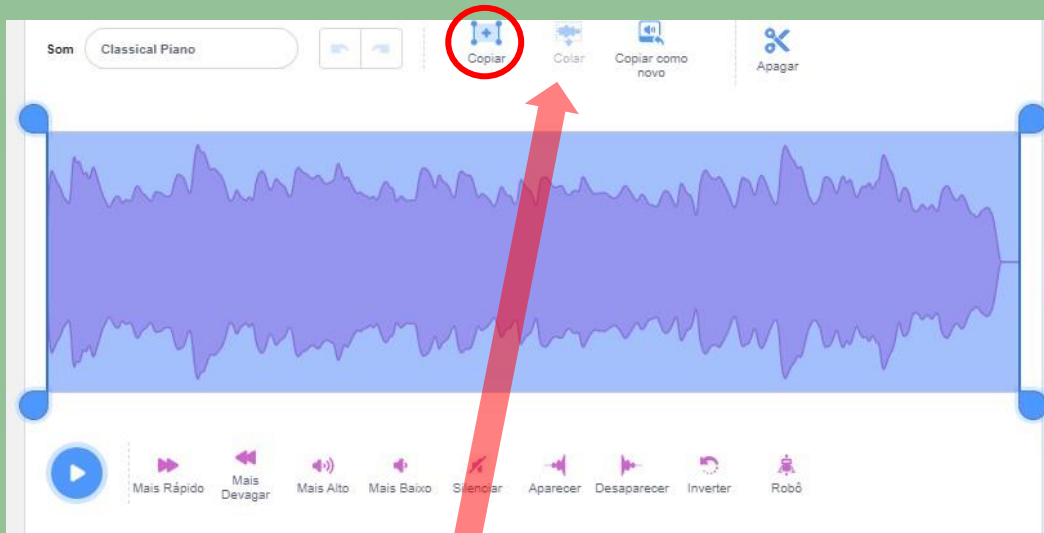 Som
Classical Piano
Copiar
Colar
Copiar como
novo
Apagar
Mais Rápido
Mais
Devagar
Mais Alto
Mais Baixo
Silenciar
Aparecer
Desaparecer
Inverter
Robô